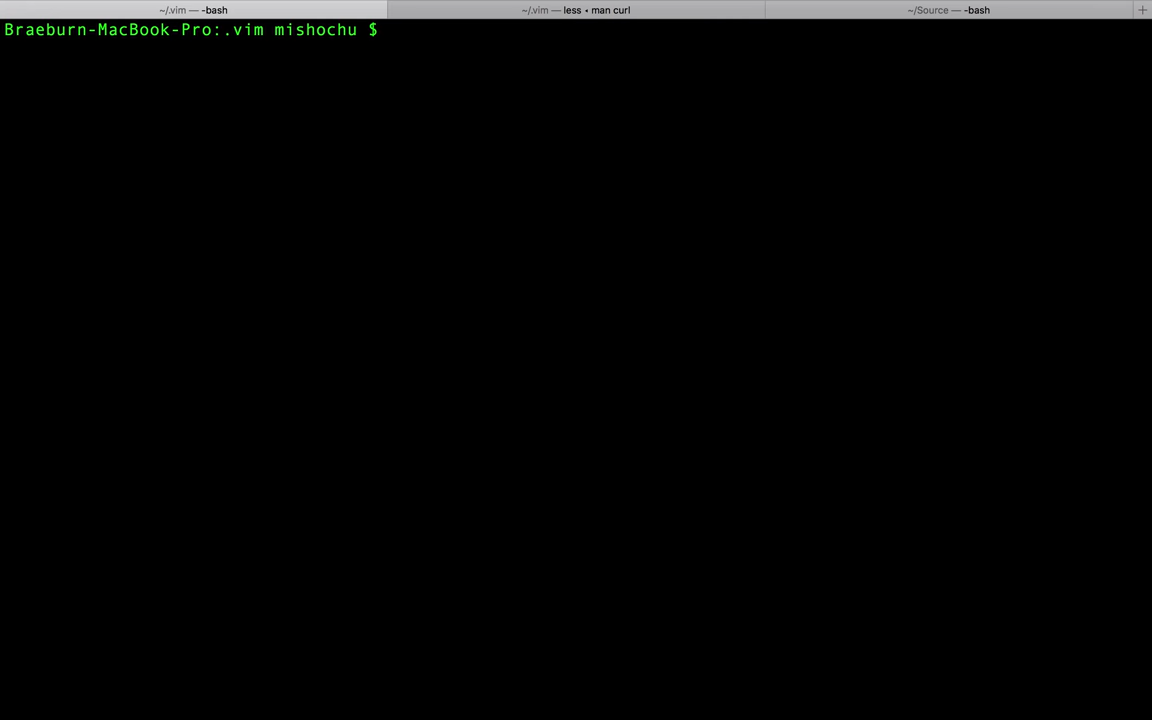 ~/.vim — -bash
~/.vim — less ◂ man curl
~/Source — -bash
+
Braeburn-MacBook-Pro:.vim mishochu $